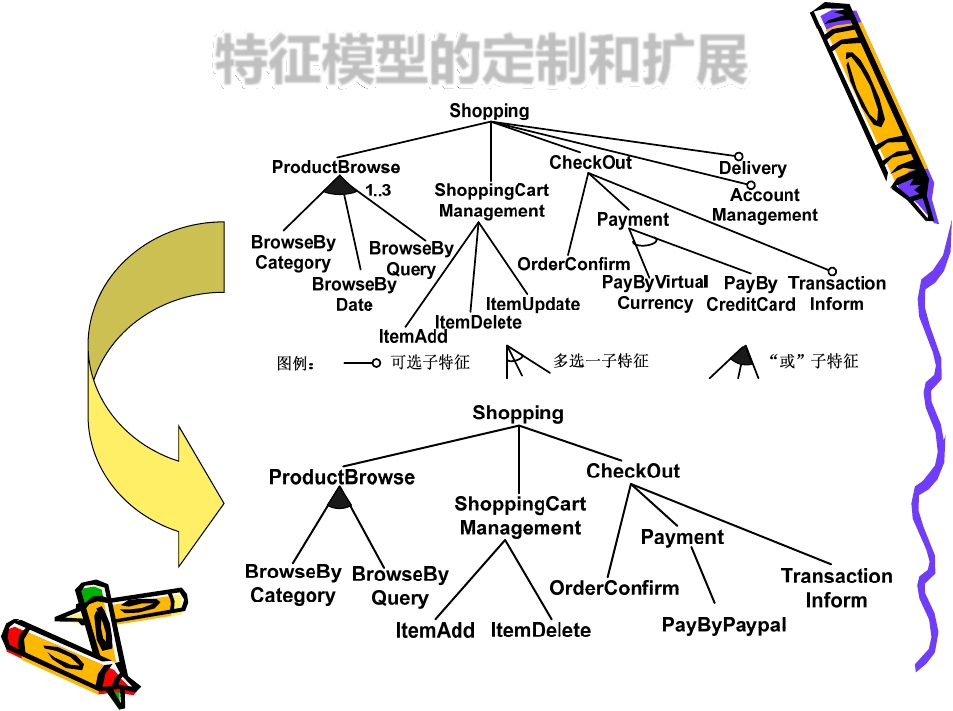 特征模型的定制和扩展
Shopping
ProductBrowse
1..3
ShoppingCart
Management
CheckOut
Delivery
Account
Management
Payment
BrowseBy
Category
BrowseBy
Date
BrowseBy
Query
OrderConfirm
PayByVirtual
Currency
PayBy
CreditCard
Transaction
Inform
ItemAdd
ItemDelete
ItemUpdate
图例：
可选子特征
多选一子特征
“或”子特征
Shopping
ProductBrowse
ShoppingCart
Management
CheckOut
Payment
BrowseBy
Category
BrowseBy
Query
OrderConfirm
Transaction
Inform
ItemAdd
ItemDelete
PayByPaypal